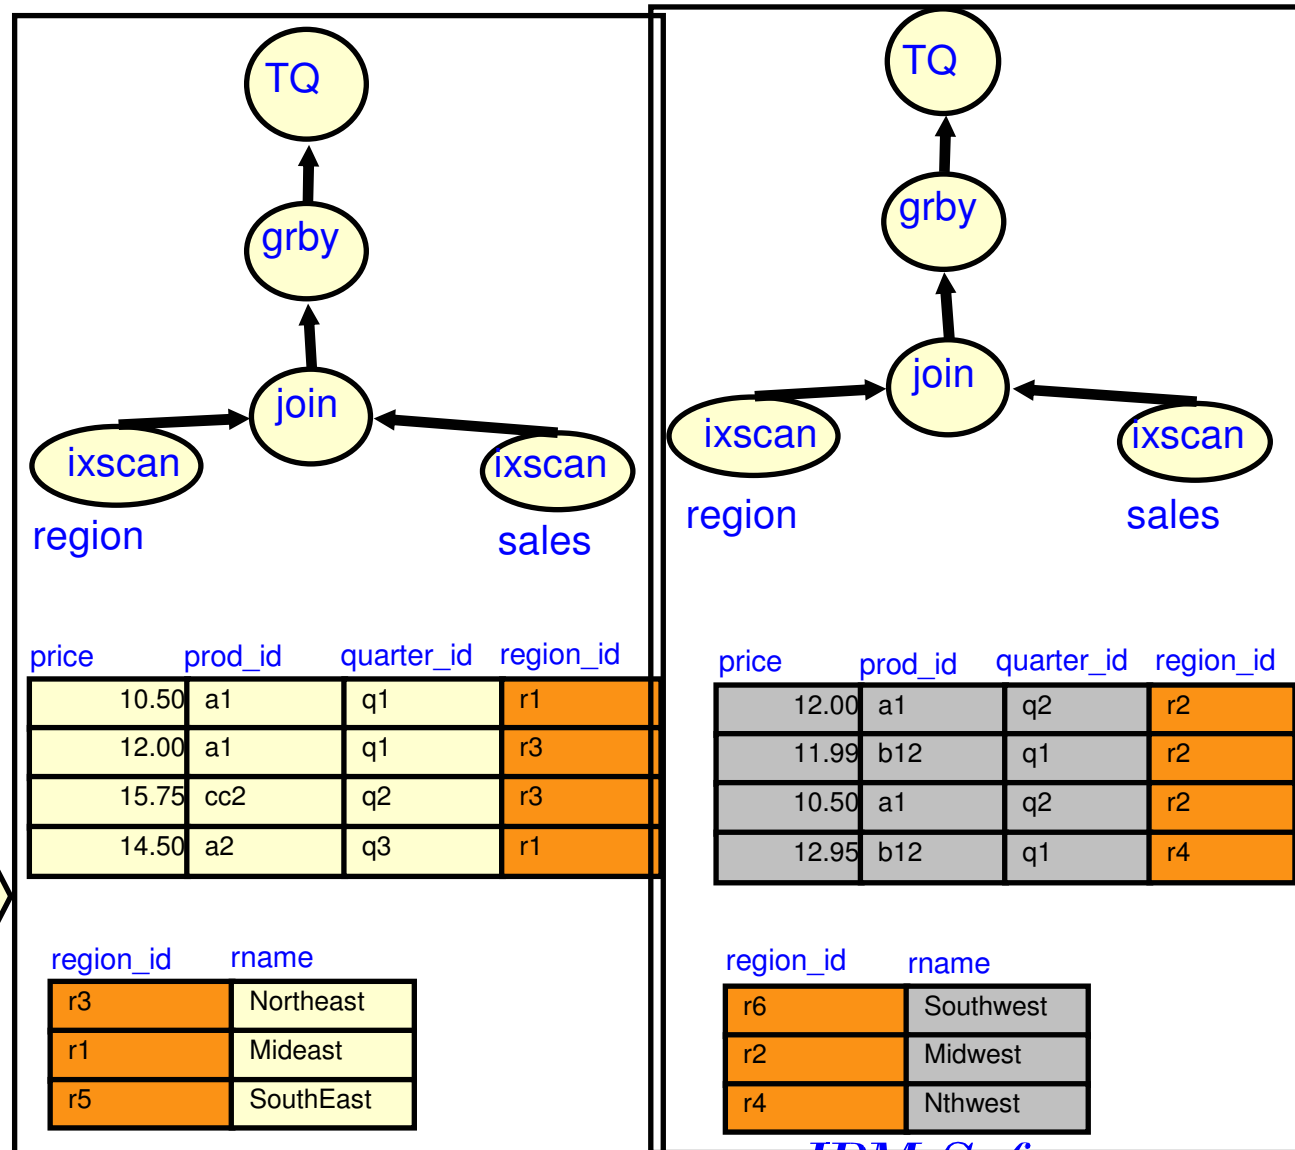 TQ
grby
join
ixscan
ixscan
region
sales
price prod_id quarter_id region_id
10.50 a1 q1 r1
12.00 a1 q1 r3
15.75 cc2 q2 r3
14.50 a2 q3 r1
region_id rname
r3 Northeast
r1 Mideast
r5 SouthEast
TQ
grby
join
ixscan
ixscan
region
sales
price prod_id quarter_id region_id
12.00 a1 q2 r2
11.99 b12 q1 r2
10.50 a1 q2 r2
12.95 b12 q1 r4
region_id rname
r6 Southwest
r2 Midwest
r4 Nthwest